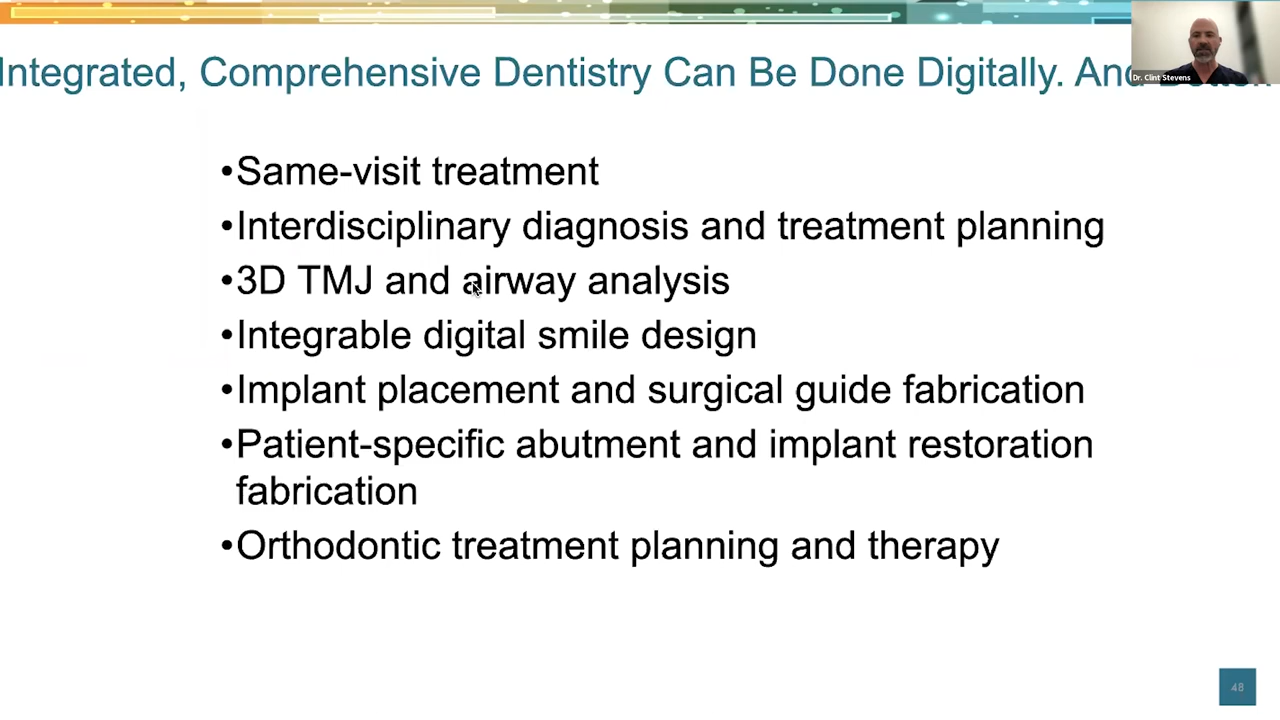 Integrated, Comprehensive Dentistry Can Be Done Digitally. And
Dr. Clint Stevens
•Same-visit treatment
•Interdisciplinary diagnosis and treatment planning
•3D TMJ and airway analysis
•Integrable digital smile design
•Implant placement and surgical guide fabrication
•Patient-specific abutment and implant restoration
fabrication
•Orthodontic treatment planning and therapy
48